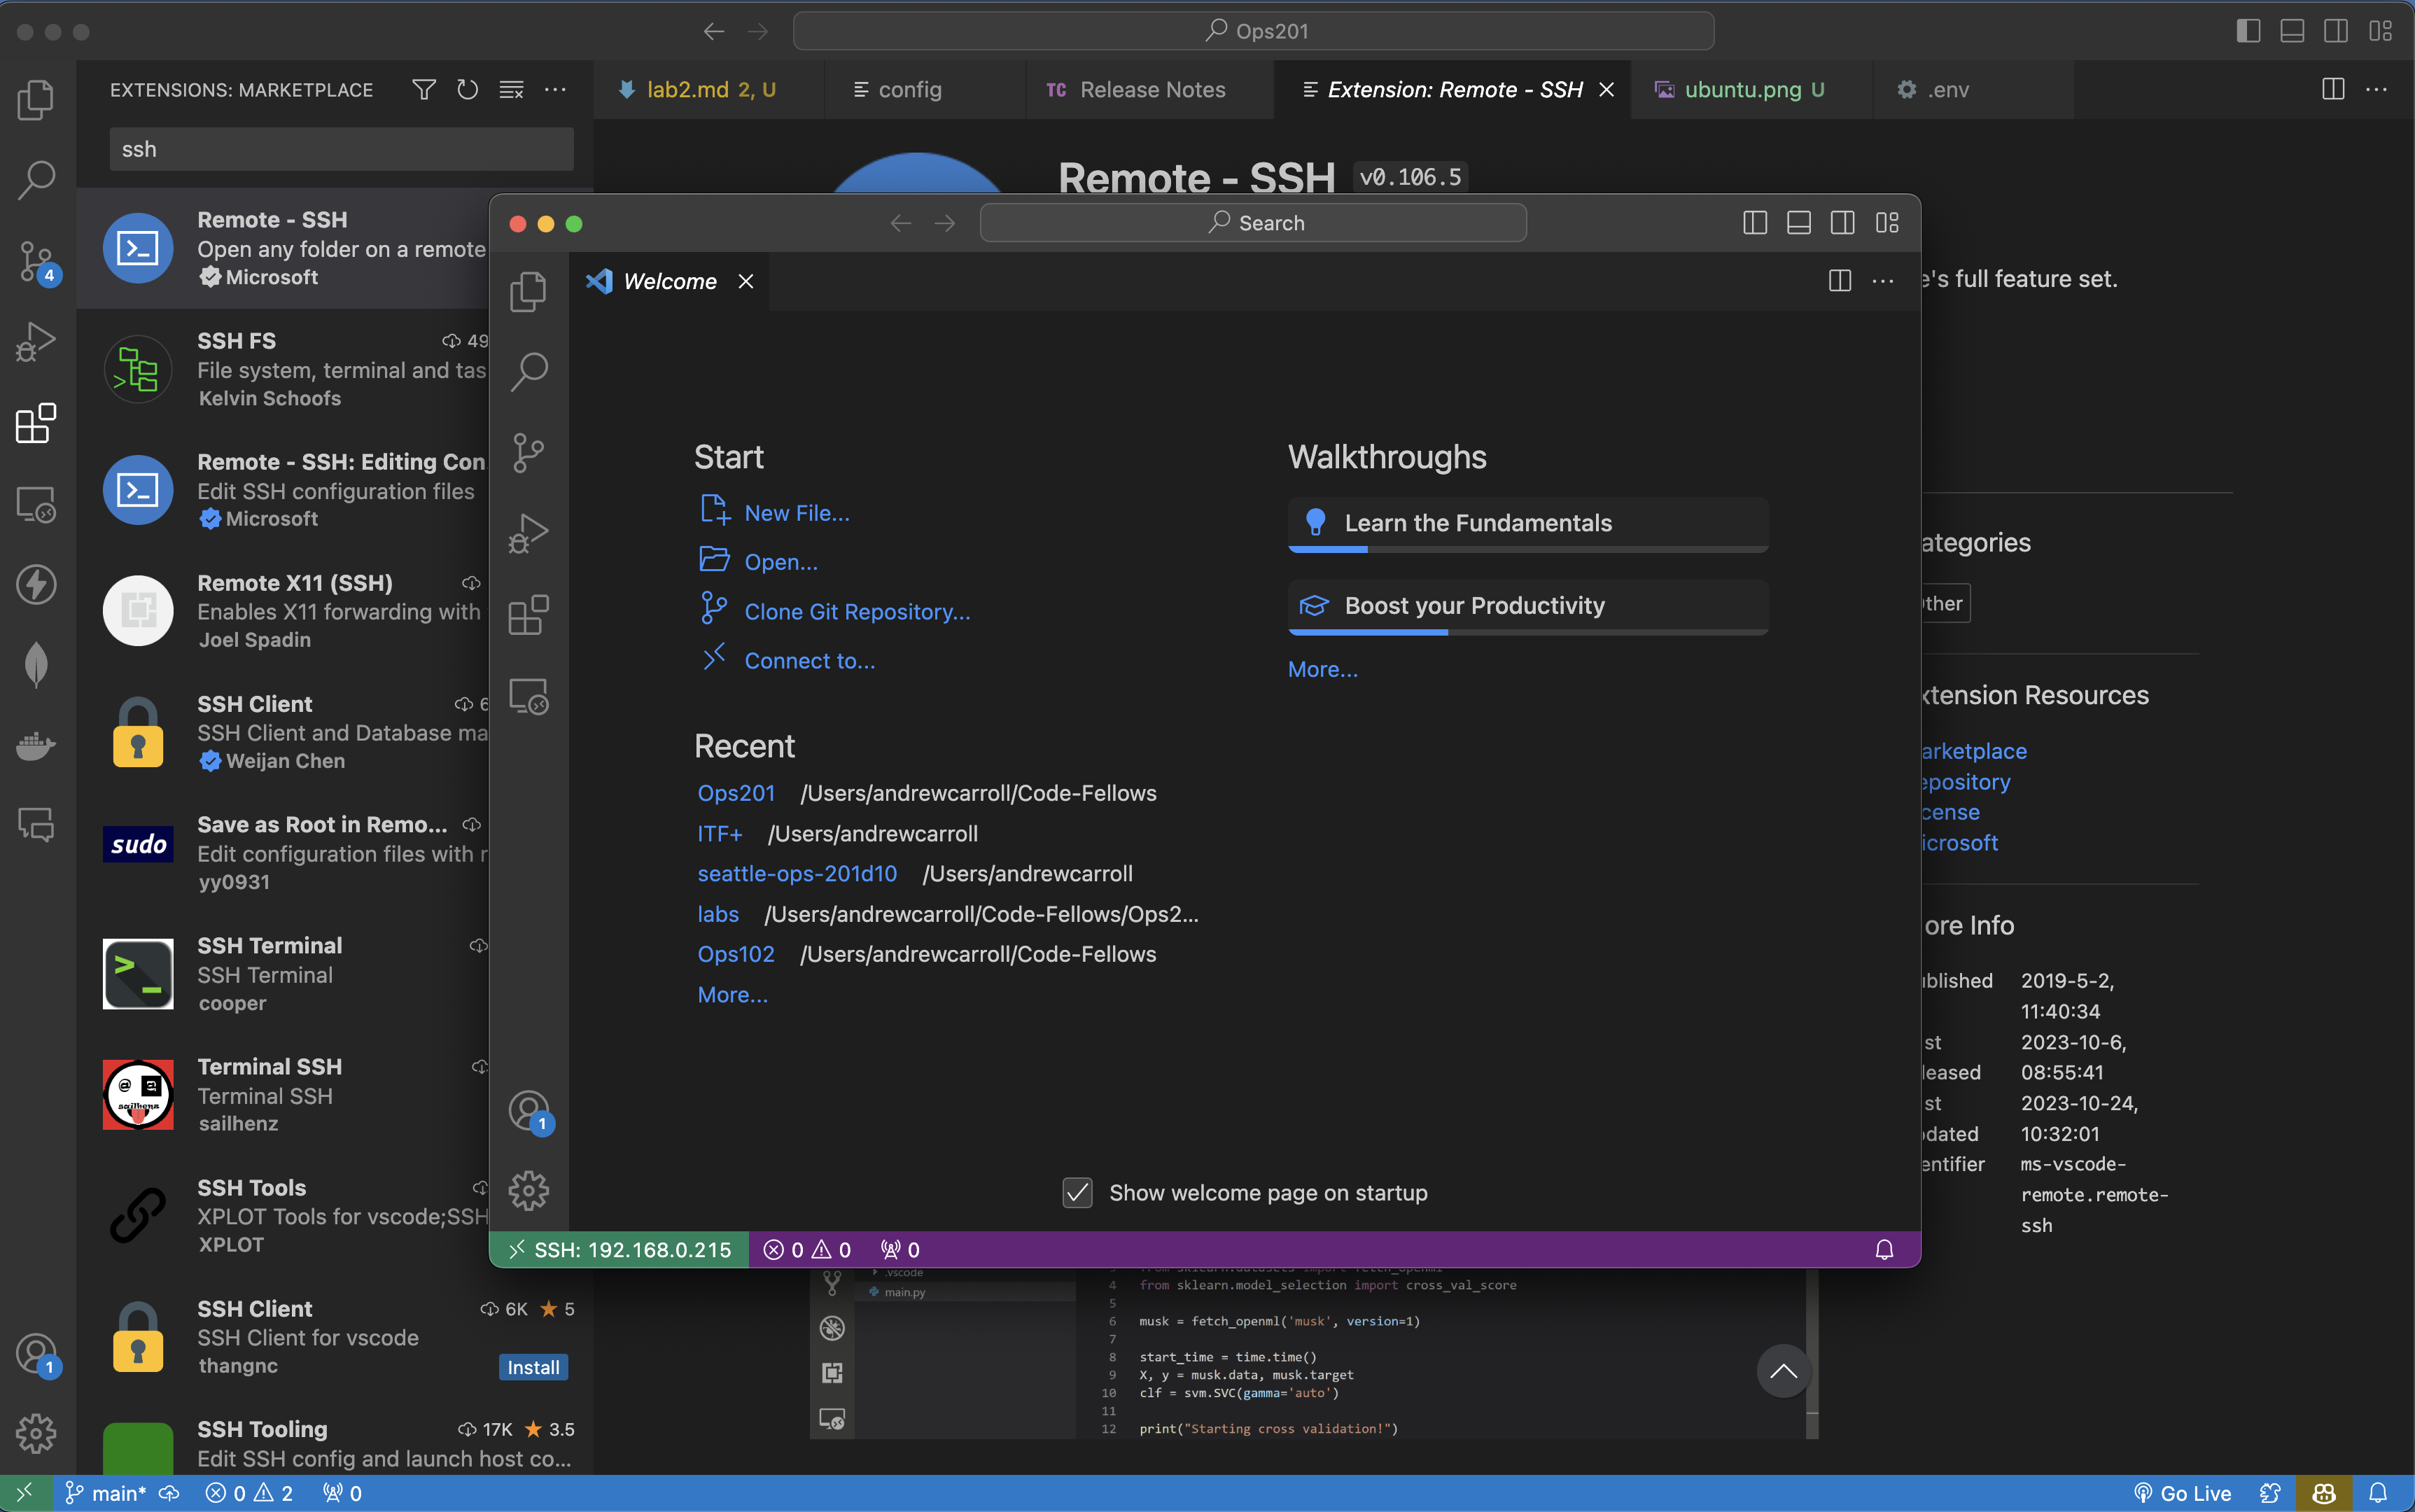 Ops201
EXTENSIONS: MARKETPLACE
ssh
lab2.md 2, U
config
TC Release Notes
Extension: Remote - SSH
ubuntu.png U
.env
Remote - SSH v0.106.5
Remote - SSH
Open any folder on a remote
Microsoft
SSH FS 49
File system, terminal and tas
Kelvin Schoofs
Remote - SSH: Editing Con
Edit SSH configuration files
Microsoft
Remote X11 (SSH)
Enables X11 forwarding with
Joel Spadin
SSH Client 6
SSH Client and Database ma
Weijan Chen
sudo
Save as Root in Remo...
Edit configuration files with r
yy0931
SSH Terminal
SSH Terminal
cooper
Terminal SSH
Terminal SSH
sailhenz
SSH Tools
XPLOT Tools for vscode;SSH
XPLOT
SSH Client 6K 5
SSH Client for vscode
thangnc
Install
SSH Tooling 17K 3.5
Edit SSH config and launch host co...
4
1
Search
Welcome
Start
New File...
Open...
Clone Git Repository...
Connect to...
Recent
Ops201 /Users/andrewcarroll/Code-Fellows
ITF+ /Users/andrewcarroll
seattle-ops-201d10 /Users/andrewcarroll
labs /Users/andrewcarroll/Code-Fellows/Ops2...
Ops102 /Users/andrewcarroll/Code-Fellows
More...
Walkthroughs
Learn the Fundamentals
Boost your Productivity
More...
1
Show welcome page on startup
SSH: 192.168.0.215 0 0 0
e's full feature set.
ategories
ther
xtension Resources
arketplace
epository
cense
icrosoft
ore Info
blished 2019-5-2,
11:40:34
st 2023-10-6,
leased 08:55:41
st 2023-10-24,
dated 10:32:01
entifier ms-vscode-
remote.remote-
ssh
.vscode
main.py
3 from sklearn.datasets import fetch_openml
4 from sklearn.model_selection import cross_val_score
5
6 musk = fetch_openml('musk', version=1)
7
8 start_time = time.time()
9 X, y = musk.data, musk.target
10 clf = svm.SVC(gamma='auto')
11
12 print("Starting cross validation!")
main* 0 2 0
Go Live